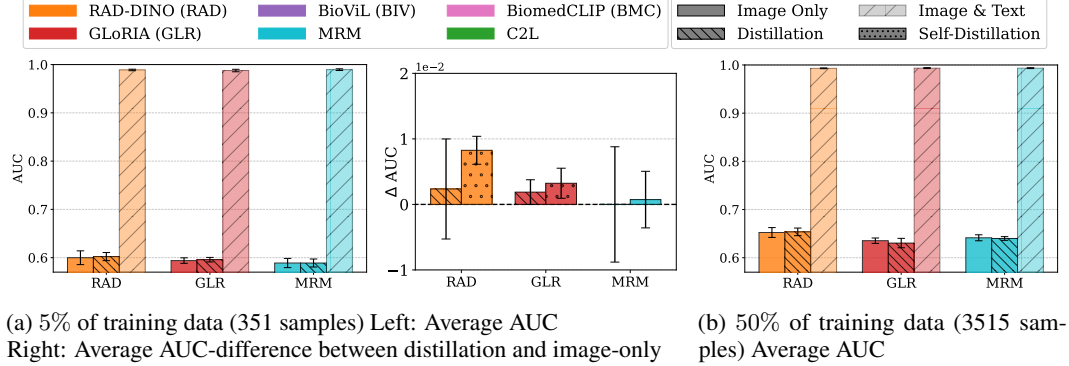 RAD-DINO (RAD) BioViL (BIV) BiomedCLIP (BMC) Image Only Image & Text
GLoRIA (GLR) MRM C2L Distillation Self-Distillation
1.0
0.9
0.8
0.7
0.6
AUC
RAD GLR MRM
1e−2
2
1
0
−1
Δ AUC
RAD GLR MRM
1.0
0.9
0.8
0.7
0.6
AUC
RAD GLR MRM
(a) 5% of training data (351 samples) Left: Average AUC
Right: Average AUC-difference between distillation and image-only
(b) 50% of training data (3515 sam-
ples) Average AUC